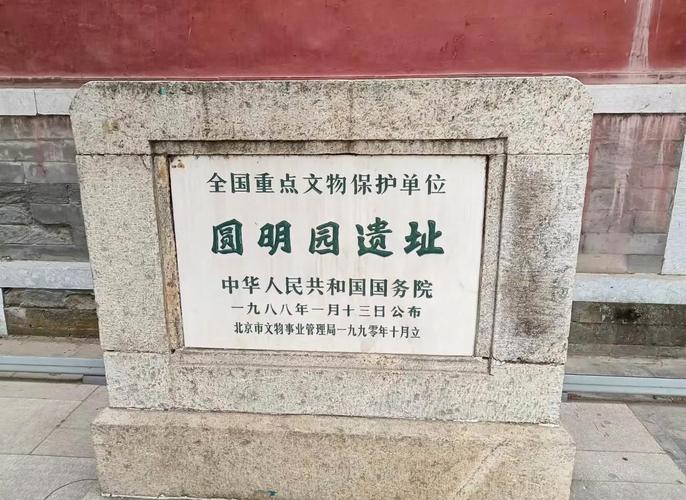 全国重点文物保护单位
圆明园遗址
中华人民共和国国务院
一九八八年一月十三日公布
北京市文物事业管理局一九九零年十月立